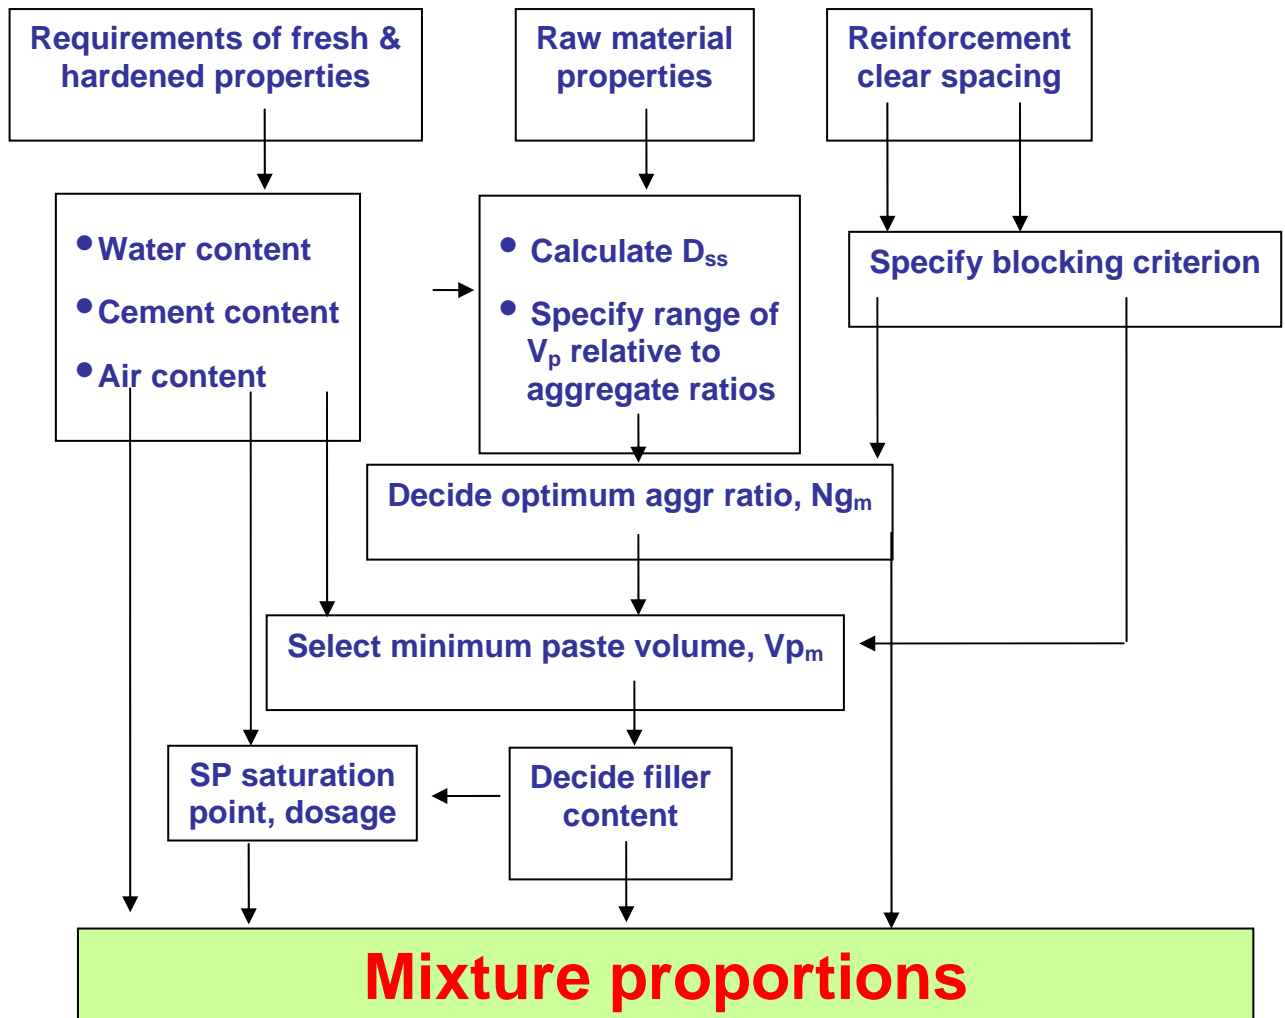 Requirements of fresh &
hardened properties
Raw material
properties
Reinforcement
clear spacing
• Water content
• Cement content
• Air content
• Calculate Dss
• Specify range of
Vp relative to
aggregate ratios
Specify blocking criterion
Decide optimum aggr ratio, Ngm
Select minimum paste volume, Vpm
SP saturation
point, dosage
Decide filler
content
Mixture proportions